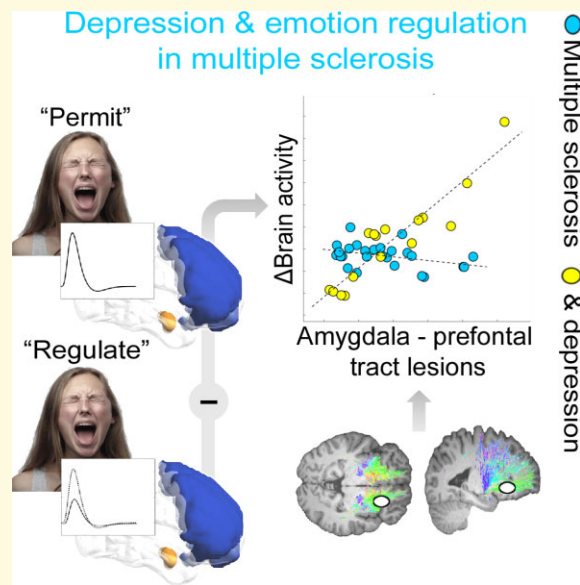 Depression & emotion regulation
in multiple sclerosis
"Permit"
"Regulate"
−
ΔBrain activity
Amygdala - prefontal
tract lesions
Multiple sclerosis
& depression